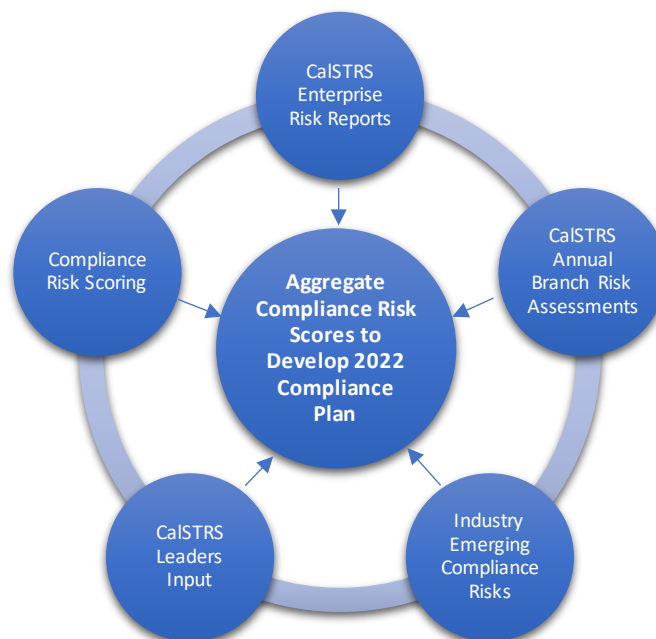 CalSTRS
Enterprise
Risk Reports
Compliance
Risk Scoring
CalSTRS
Annual
Branch Risk
Assessments
Aggregate
Compliance Risk
Scores to
Develop 2022
Compliance
Plan
CalSTRS
Leaders
Input
Industry
Emerging
Compliance
Risks